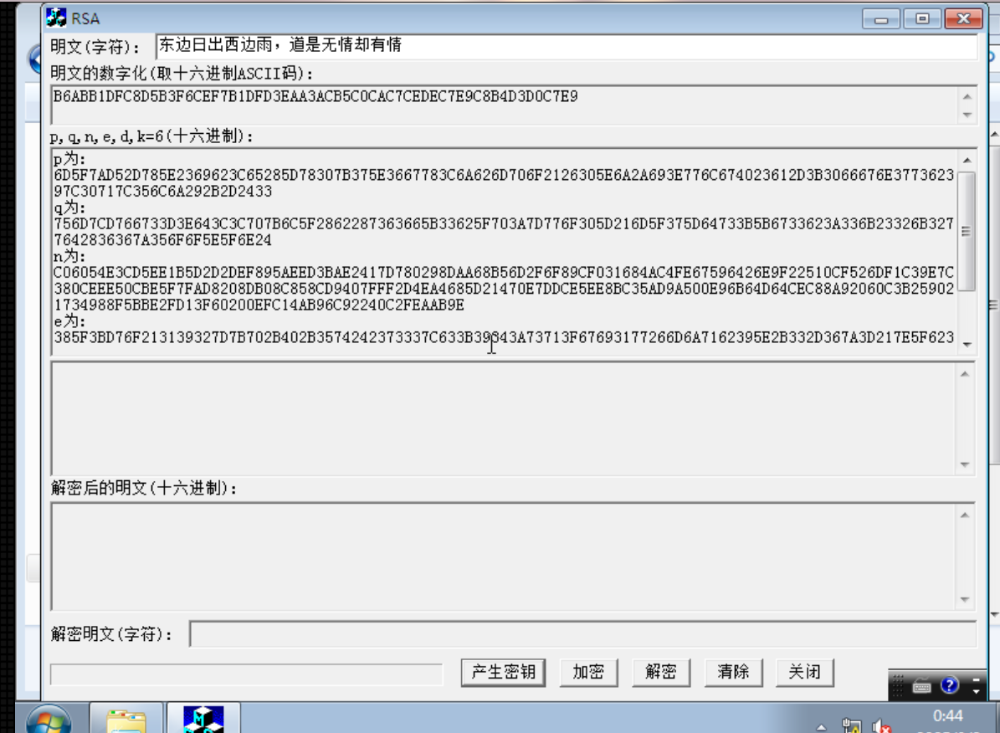 RSA
明文(字符): 东边日出西边雨，道是无情却有情
明文的数字化(取十六进制ASCII码):
B6ABB1DFC8D5B3F6CEF7B1DFD3EAA3ACB5C0CAC7CEDEC7E9C8B4D3D0C7E9
p,q,n,e,d,k=6(十六进制):
p为:
6D5F7AD52D785E2369623C65285D78307B375E3667783C6A626D706F2126305E6A2A693E776C674023612D3B3066676E3773623
97C30717C356C6A292B2D2433
q为:
756D7CD766733D3E643C3C707B6C5F2862287363665B33625F703A7D776F305D216D5F375D64733B5B6733623A336B23326B327
7642836367A356F6F5E5F6E24
n为:
C06054E3CD5EE1B5D2D2DEF895AEED3BAE2417D780298DAA68B56D2F6F89CF031684AC4FE67596426E9F22510CF526DF1C39E7C
380CEEE50CBE5F7FAD8208DB08C858CD9407FFF2D4EA4685D21470E7DDCE5EE8BC35AD9A500E96B64D64CEC88A92060C3B25902
1734988F5BBE2FD13F60200EFC14AB96C92240C2FEAAB9E
e为:
385F3BD76F213139327D7B702B402B3574242373337C633B39643A73713F67693177266D6A7162395E2B332D367A3D217E5F623
解密后的明文(十六进制):
解密明文(字符):
产生密钥 加密 解密 清除 关闭
0:44